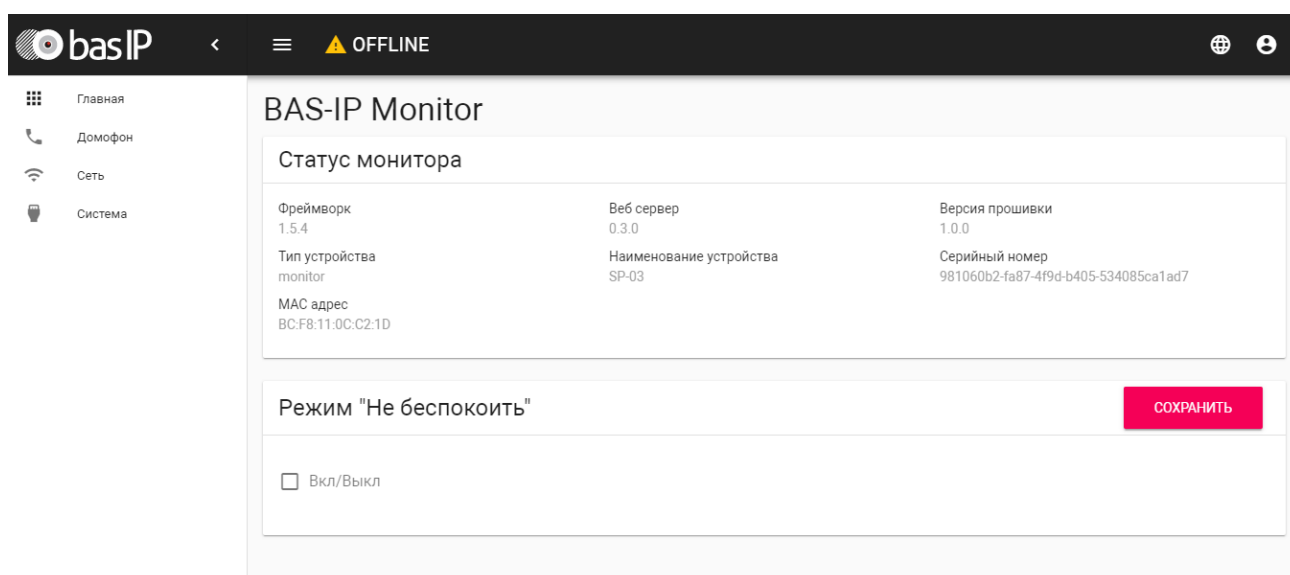 bas IP
OFFLINE
Главная
Домофон
Сеть
Система
BAS-IP Monitor
Статус монитора
Фреймворк
1.5.4
Веб сервер
0.3.0
Версия прошивки
1.0.0
Тип устройства
monitor
Наименование устройства
SP-03
Серийный номер
981060b2-fa87-4f9d-b405-534085ca1ad7
MAC адрес
BC:F8:11:0C:C2:1D
Режим "Не беспокоить"
СОХРАНИТЬ
Вкл/Выкл